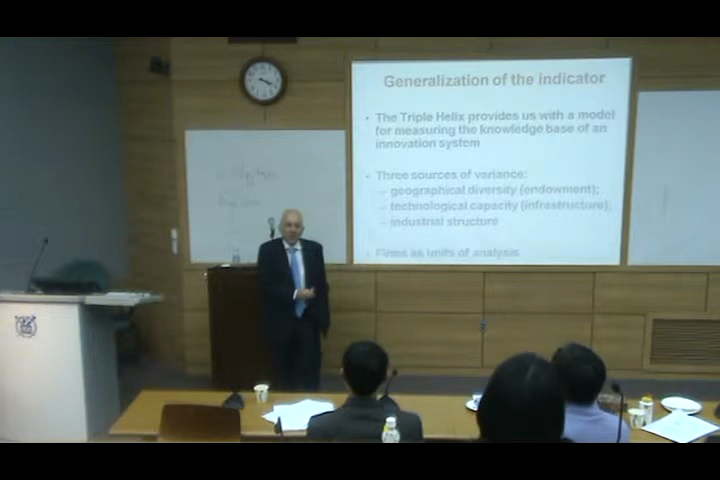 Generalization of the indicator
• The Triple Helix provides us with a model
for measuring the knowledge base of an
innovation system
• Three sources of variance:
– geographical diversity (endowment);
– technological capacity (infrastructure);
– industrial structure
• Firms as units of analysis